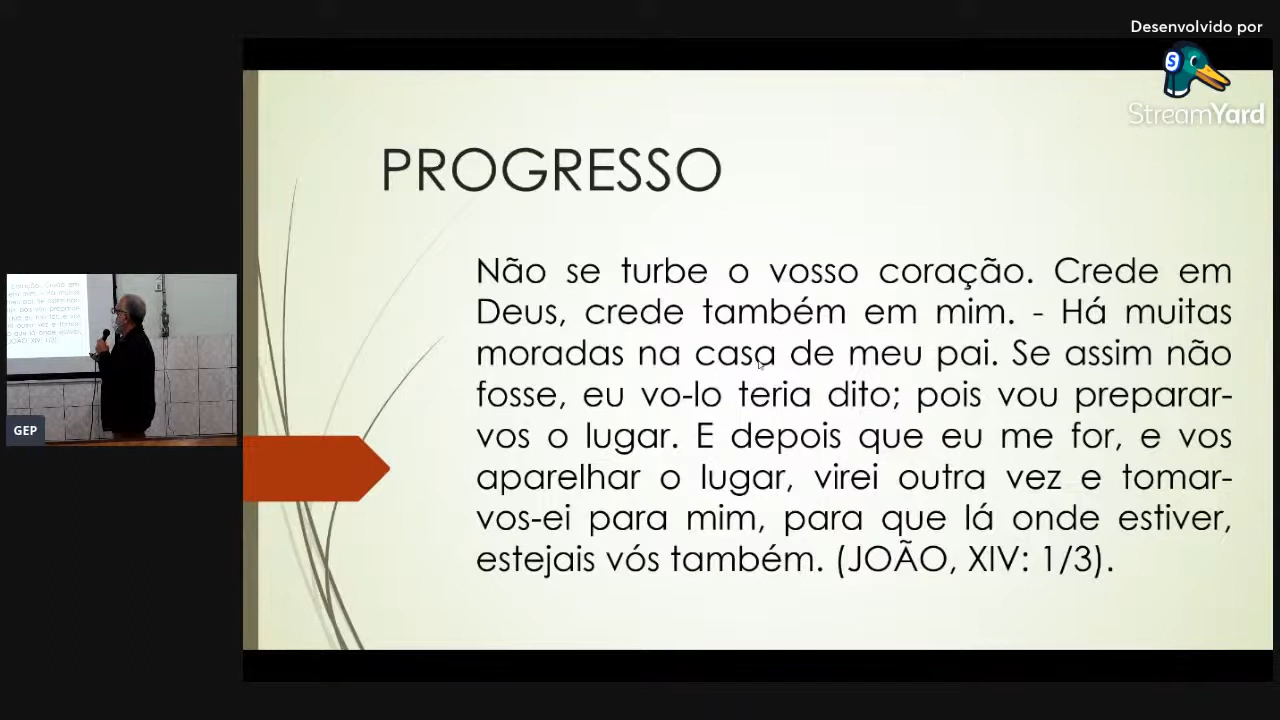 Desenvolvido por
S
StreamYard
PROGRESSO
Não se turbe o vosso coração. Crede em
Deus, crede também em mim. - Há muitas
moradas na casa de meu pai. Se assim não
fosse, eu vo-lo teria dito; pois vou preparar-
vos o lugar. E depois que eu me for, e vos
aparelhar o lugar, virei outra vez e tomar-
vos-ei para mim, para que lá onde estiver,
estejais vós também. (JOÃO, XIV: 1/3).
GEP